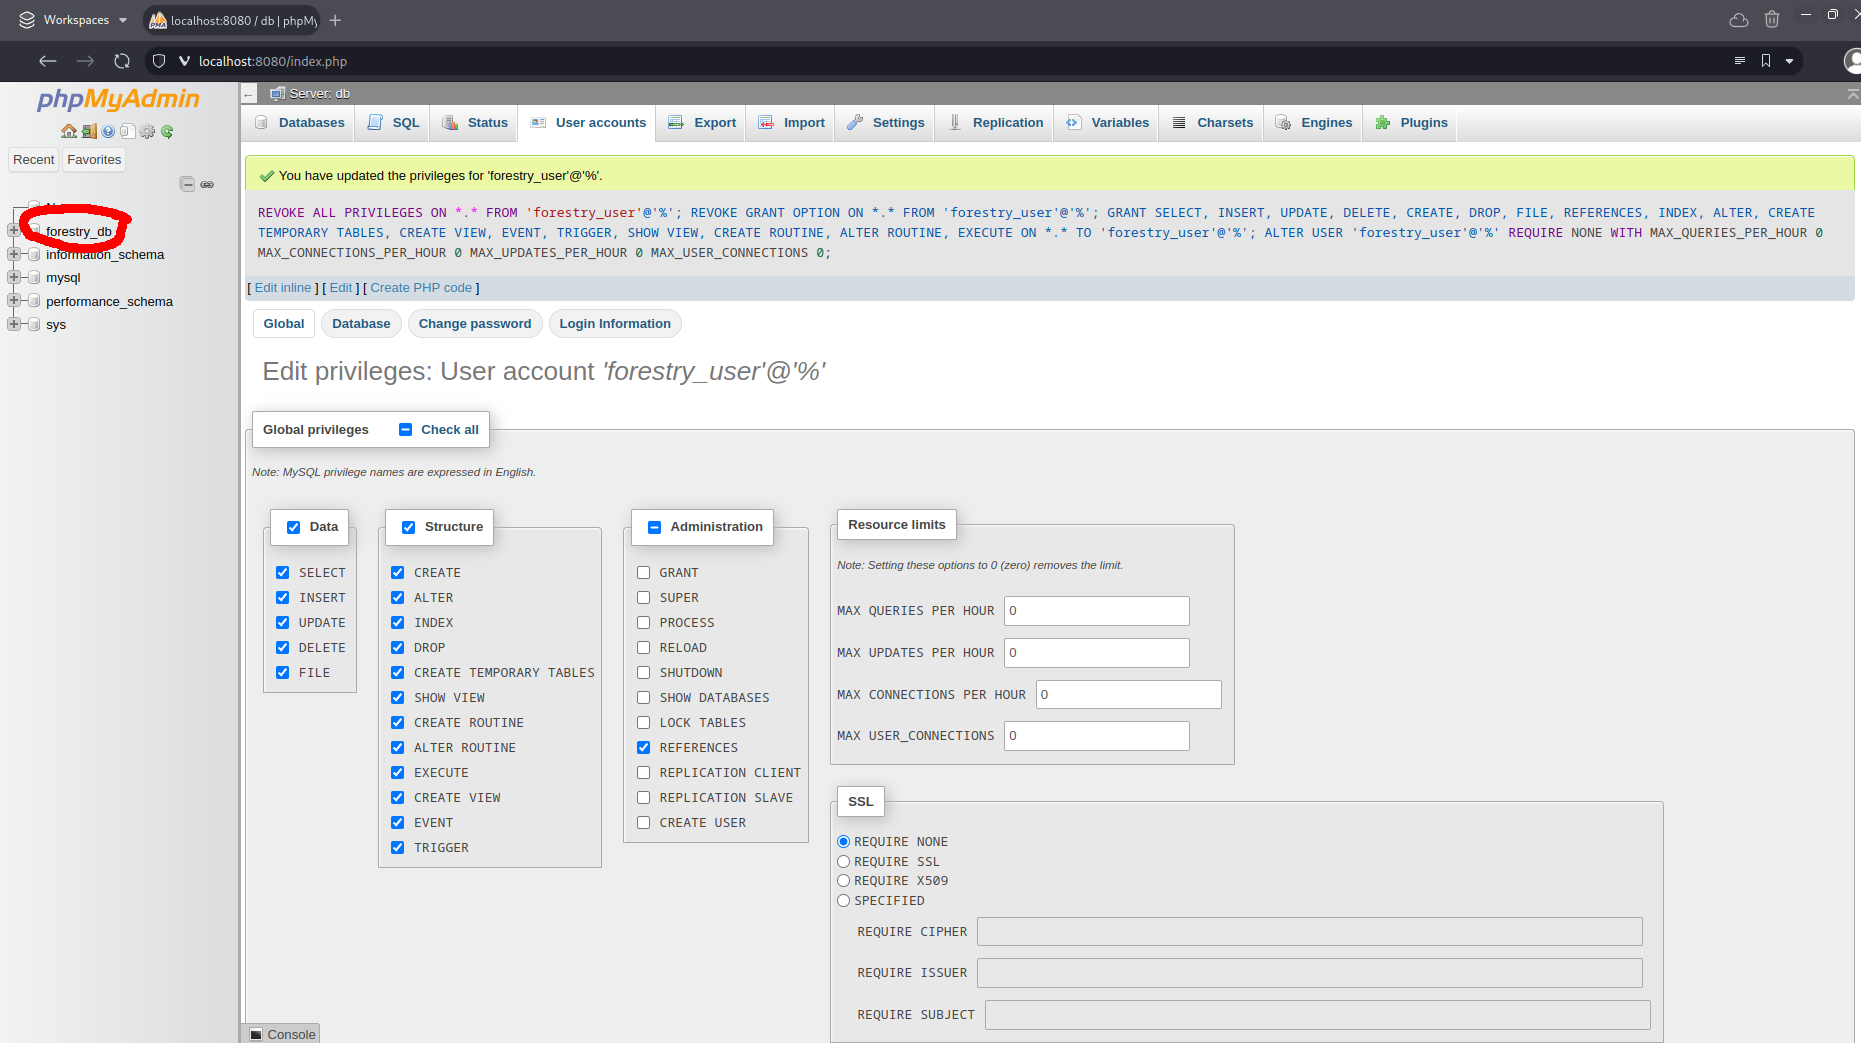 Workspaces
localhost:8080 / db | phpMy
localhost:8080/index.php
phpMyAdmin
Recent
Favorites
forestry_db
information_schema
mysql
performance_schema
sys
Server: db
Databases
SQL
Status
User accounts
Export
Import
Settings
Replication
Variables
Charsets
Engines
Plugins
You have updated the privileges for 'forestry_user'@'%'.
REVOKE ALL PRIVILEGES ON *.* FROM 'forestry_user'@'%'; REVOKE GRANT OPTION ON *.* FROM 'forestry_user'@'%'; GRANT SELECT, INSERT, UPDATE, DELETE, CREATE, DROP, FILE, REFERENCES, INDEX, ALTER, CREATE
TEMPORARY TABLES, CREATE VIEW, EVENT, TRIGGER, SHOW VIEW, CREATE ROUTINE, ALTER ROUTINE, EXECUTE ON *.* TO 'forestry_user'@'%'; ALTER USER 'forestry_user'@'%' REQUIRE NONE WITH MAX_QUERIES_PER_HOUR 0
MAX_CONNECTIONS_PER_HOUR 0 MAX_UPDATES_PER_HOUR 0 MAX_USER_CONNECTIONS 0;
[ Edit inline ] [ Edit ] [ Create PHP code ]
Global
Database
Change password
Login Information
Edit privileges: User account 'forestry_user'@'%'
Global privileges
Check all
Note: MySQL privilege names are expressed in English.
Data
SELECT
INSERT
UPDATE
DELETE
FILE
Structure
CREATE
ALTER
INDEX
DROP
CREATE TEMPORARY TABLES
SHOW VIEW
CREATE ROUTINE
ALTER ROUTINE
EXECUTE
CREATE VIEW
EVENT
TRIGGER
Administration
GRANT
SUPER
PROCESS
RELOAD
SHUTDOWN
SHOW DATABASES
LOCK TABLES
REFERENCES
REPLICATION CLIENT
REPLICATION SLAVE
CREATE USER
Resource limits
Note: Setting these options to 0 (zero) removes the limit.
MAX QUERIES PER HOUR 0
MAX UPDATES PER HOUR 0
MAX CONNECTIONS PER HOUR 0
MAX USER_CONNECTIONS 0
SSL
REQUIRE NONE
REQUIRE SSL
REQUIRE X509
SPECIFIED
REQUIRE CIPHER
REQUIRE ISSUER
REQUIRE SUBJECT
Console